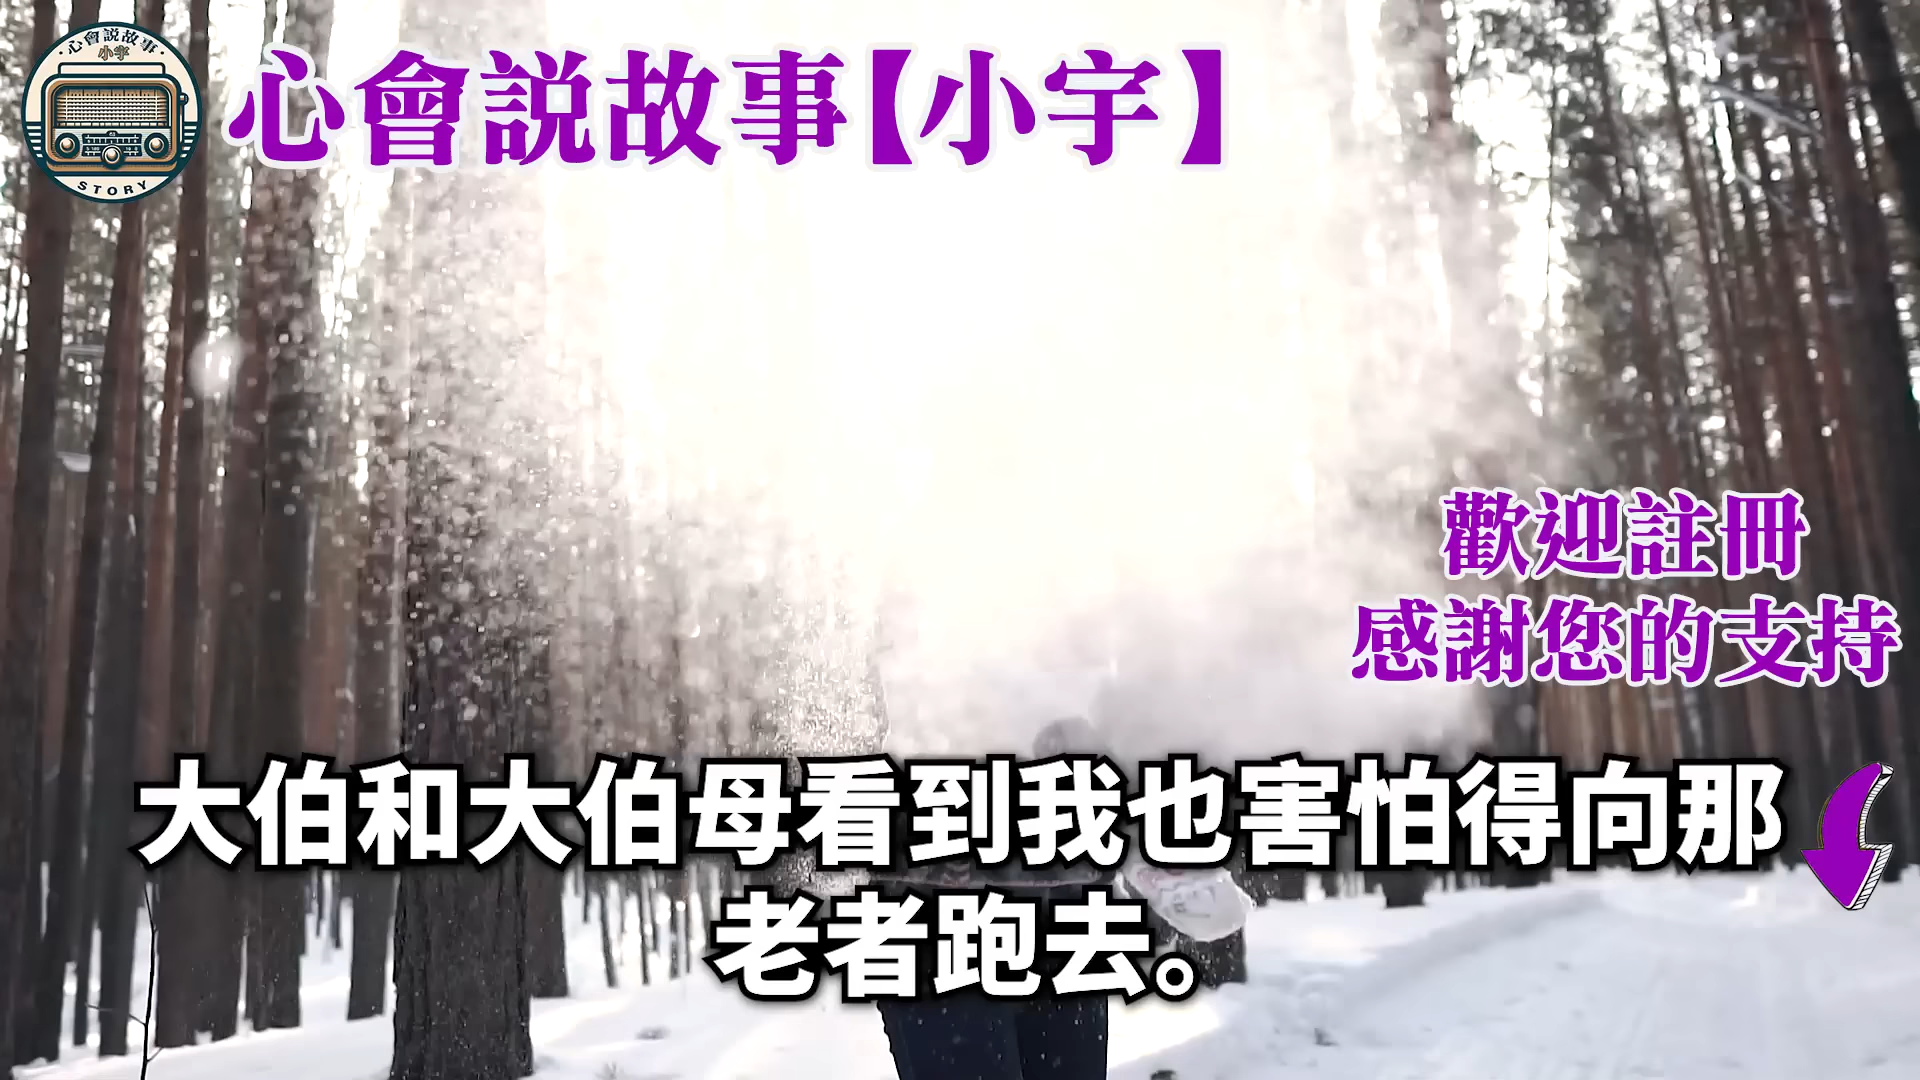 ·心會説故事·
小宇
STORY
心會説故事【小宇】
歡迎註冊
感謝您的支持
大伯和大伯母看到我也害怕得向那
老者跑去。